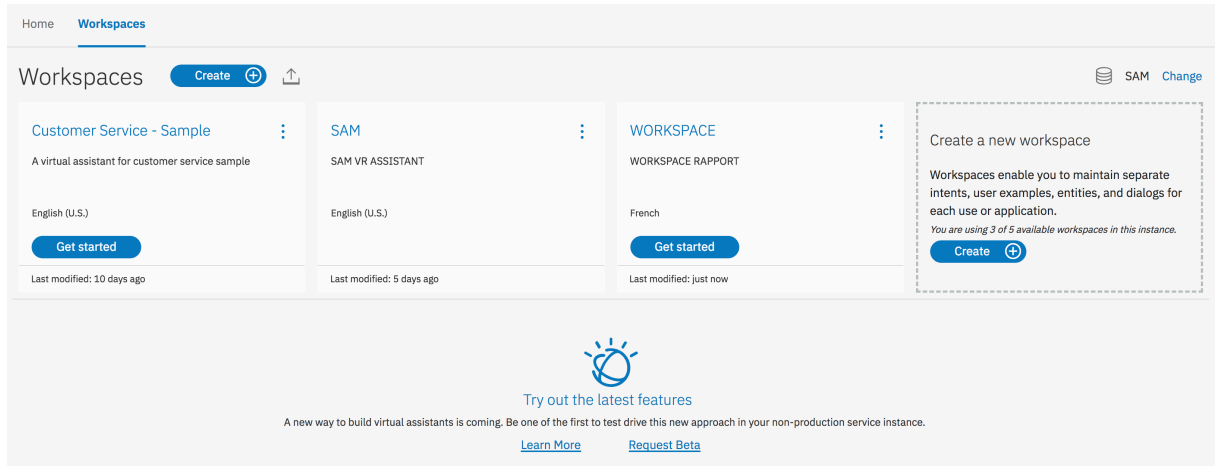 Home Workspaces
Workspaces Create SAM Change
Customer Service - Sample
A virtual assistant for customer service sample
English (U.S.)
Get started
Last modified: 10 days ago
SAM
SAM VR ASSISTANT
English (U.S.)
Last modified: 5 days ago
WORKSPACE
WORKSPACE RAPPORT
French
Get started
Last modified: just now
Create a new workspace
Workspaces enable you to maintain separate
intents, user examples, entities, and dialogs for
each use or application.
You are using 3 of 5 available workspaces in this instance.
Create
Try out the latest features
A new way to build virtual assistants is coming. Be one of the first to test drive this new approach in your non-production service instance.
Learn More Request Beta